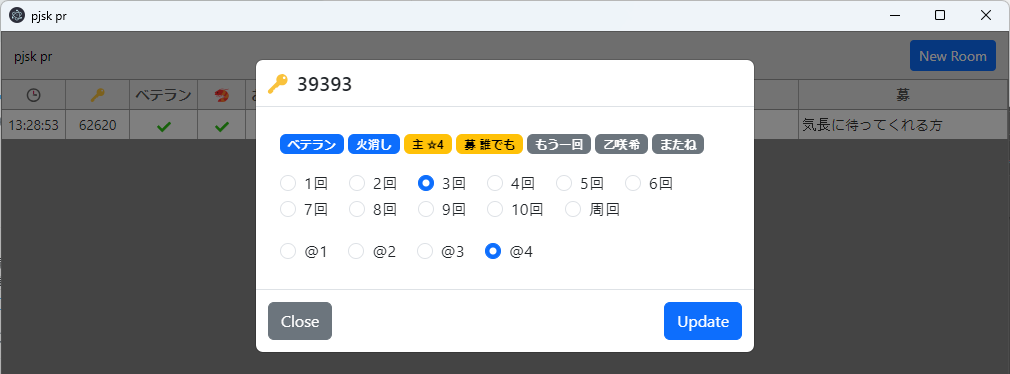 pjsk pr
pjsk pr New Room
39393
ベテラン 募
13:28:53 62620 気長に待ってくれる方
ベテラン 火消し 主 ☆4 募 誰でも もう一回 乙咲希 またね
1回 2回 3回 4回 5回 6回
7回 8回 9回 10回 周回
@1 @2 @3 @4
Close Update